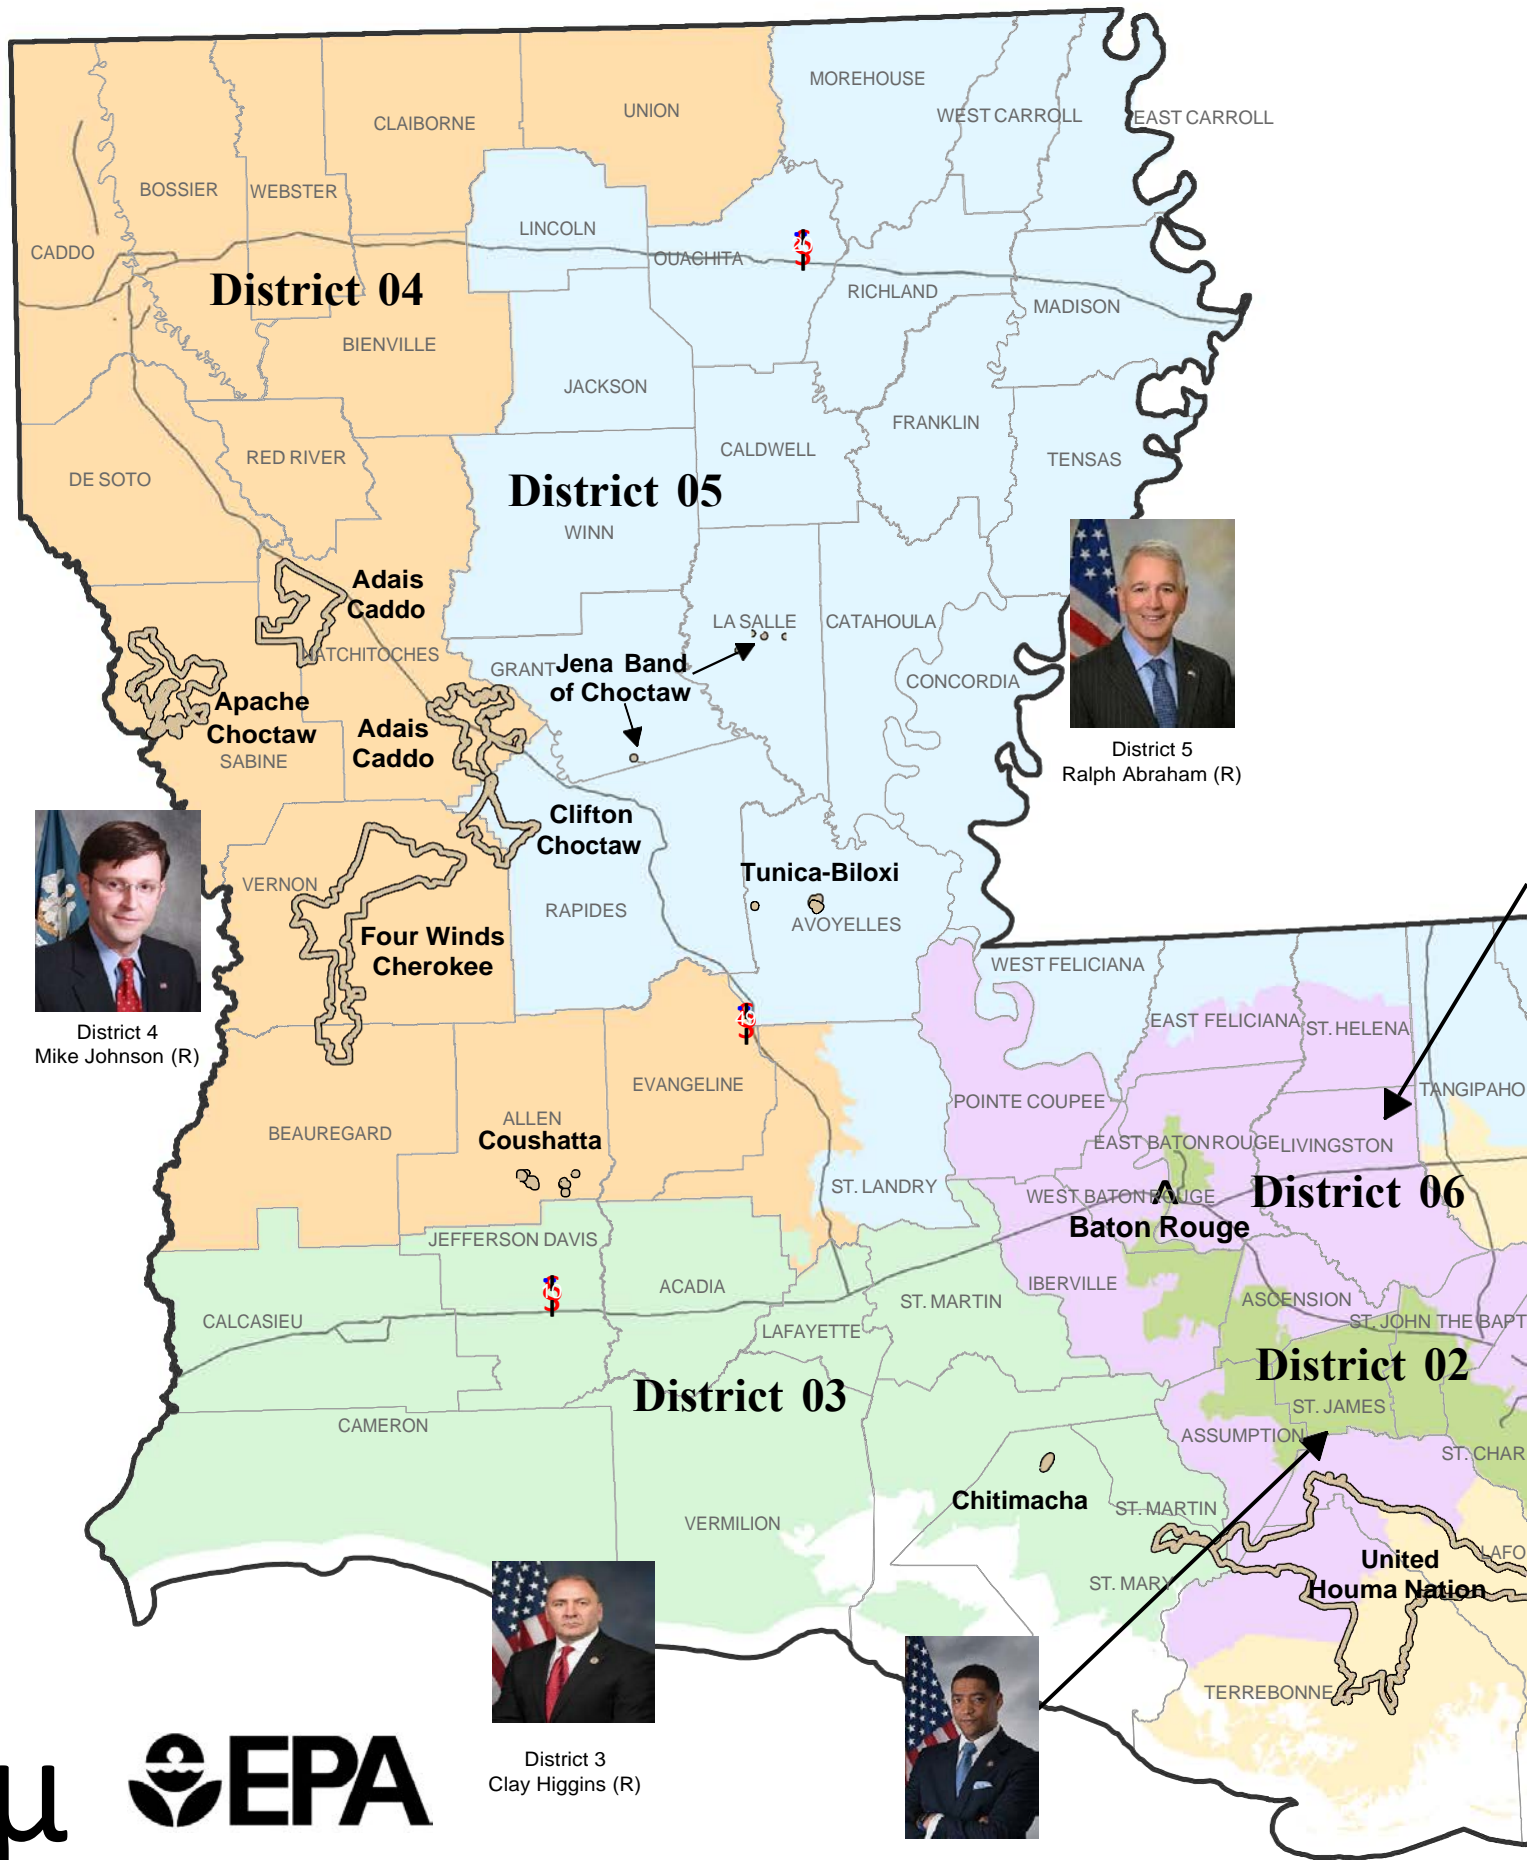 MOREHOUSE
UNION
WEST CARROLL
EAST CARROLL
CLAIBORNE
BOSSIER
WEBSTER
LINCOLN
CADDO
OUACHITA
District 04
RICHLAND
MADISON
BIENVILLE
JACKSON
FRANKLIN
CALDWELL
RED RIVER
TENSAS
DE SOTO
District 05
WINN
Adais
Caddo
LA SALLE
CATAHOULA
NATCHITOCHES
GRANT
Jena Band
of Choctaw
CONCORDIA
Apache
Choctaw
Adais
Caddo
SABINE
District 5
Ralph Abraham (R)
Clifton
Choctaw
Tunica-Biloxi
VERNON
RAPIDES
AVOYELLES
Four Winds
Cherokee
WEST FELICIANA
EAST FELICIANA
ST. HELENA
District 4
Mike Johnson (R)
EVANGELINE
TANGIPAHO
POINTE COUPEE
ALLEN
BEAUREGARD
Coushatta
EAST BATON ROUGE
LIVINGSTON
ST. LANDRY
WEST BATON ROUGE
District 06
Baton Rouge
JEFFERSON DAVIS
ACADIA
IBERVILLE
ST. MARTIN
ASCENSION
CALCASIEU
LAFAYETTE
ST. JOHN THE BAPT
District 02
District 03
ST. JAMES
CAMERON
ASSUMPTION
ST. CHAR
Chitimacha
ST. MARTIN
VERMILION
LAFO
United
Houma Nation
ST. MARY
TERREBONNE
District 3
Clay Higgins (R)
µ
EPA